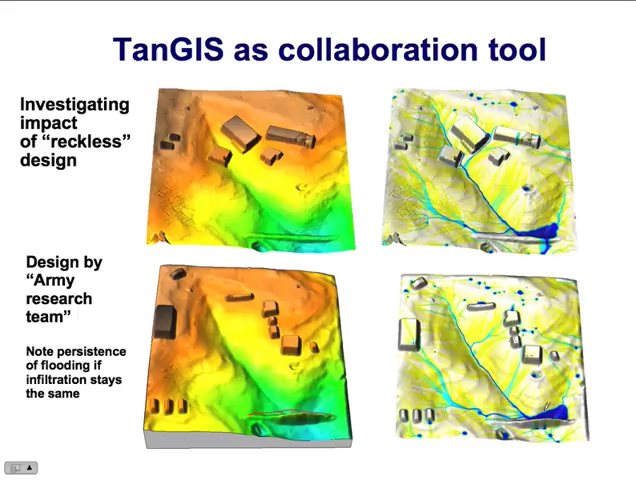 TanGIS as collaboration tool
Investigating
impact
of “reckless”
design
Design by
“Army
research
team”
Note persistence
of flooding if
infiltration stays
the same